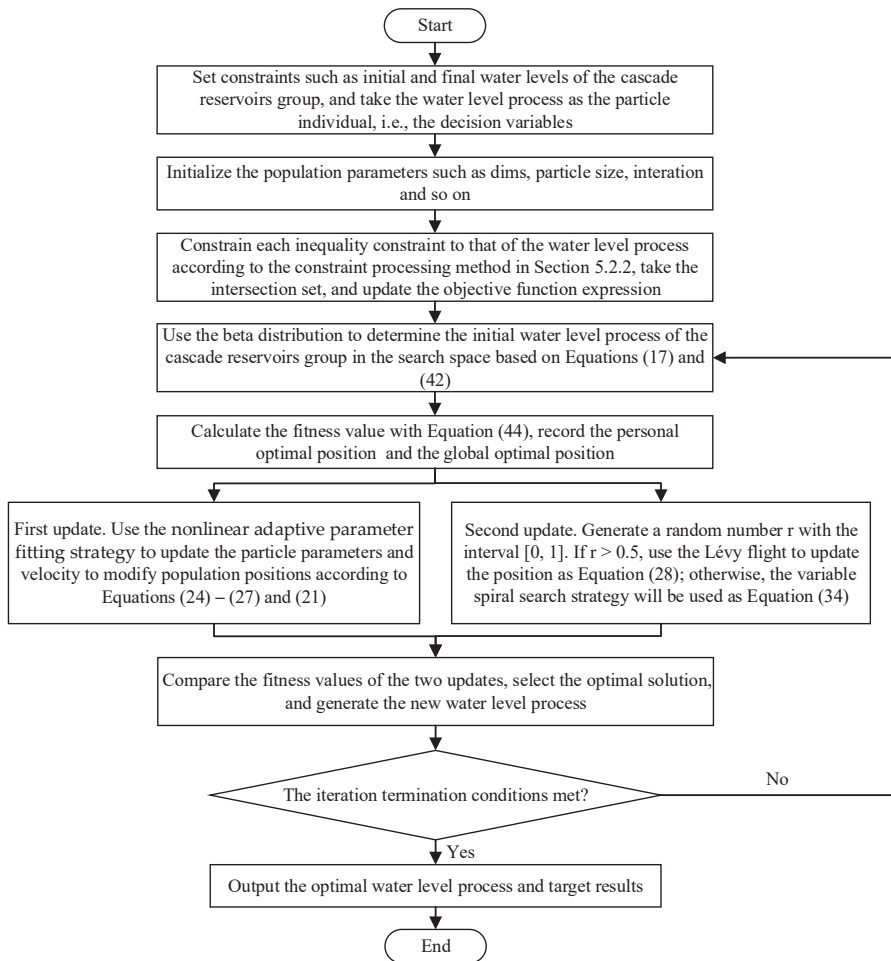 Start
Set constraints such as initial and final water levels of the cascade
reservoirs group, and take the water level process as the particle
individual, i.e., the decision variables
Initialize the population parameters such as dims, particle size, interation
and so on
Constrain each inequality constraint to that of the water level process
according to the constraint processing method in Section 5.2.2, take the
intersection set, and update the objective function expression
Use the beta distribution to determine the initial water level process of the
cascade reservoirs group in the search space based on Equations (17) and
(42)
Calculate the fitness value with Equation (44), record the personal
optimal position and the global optimal position
First update. Use the nonlinear adaptive parameter
fitting strategy to update the particle parameters and
velocity to modify population positions according to
Equations (24) – (27) and (21)
Second update. Generate a random number r with the
interval [0, 1]. If r > 0.5, use the Lévy flight to update
the position as Equation (28); otherwise, the variable
spiral search strategy will be used as Equation (34)
Compare the fitness values of the two updates, select the optimal solution,
and generate the new water level process
The iteration termination conditions met?
No
Yes
Output the optimal water level process and target results
End